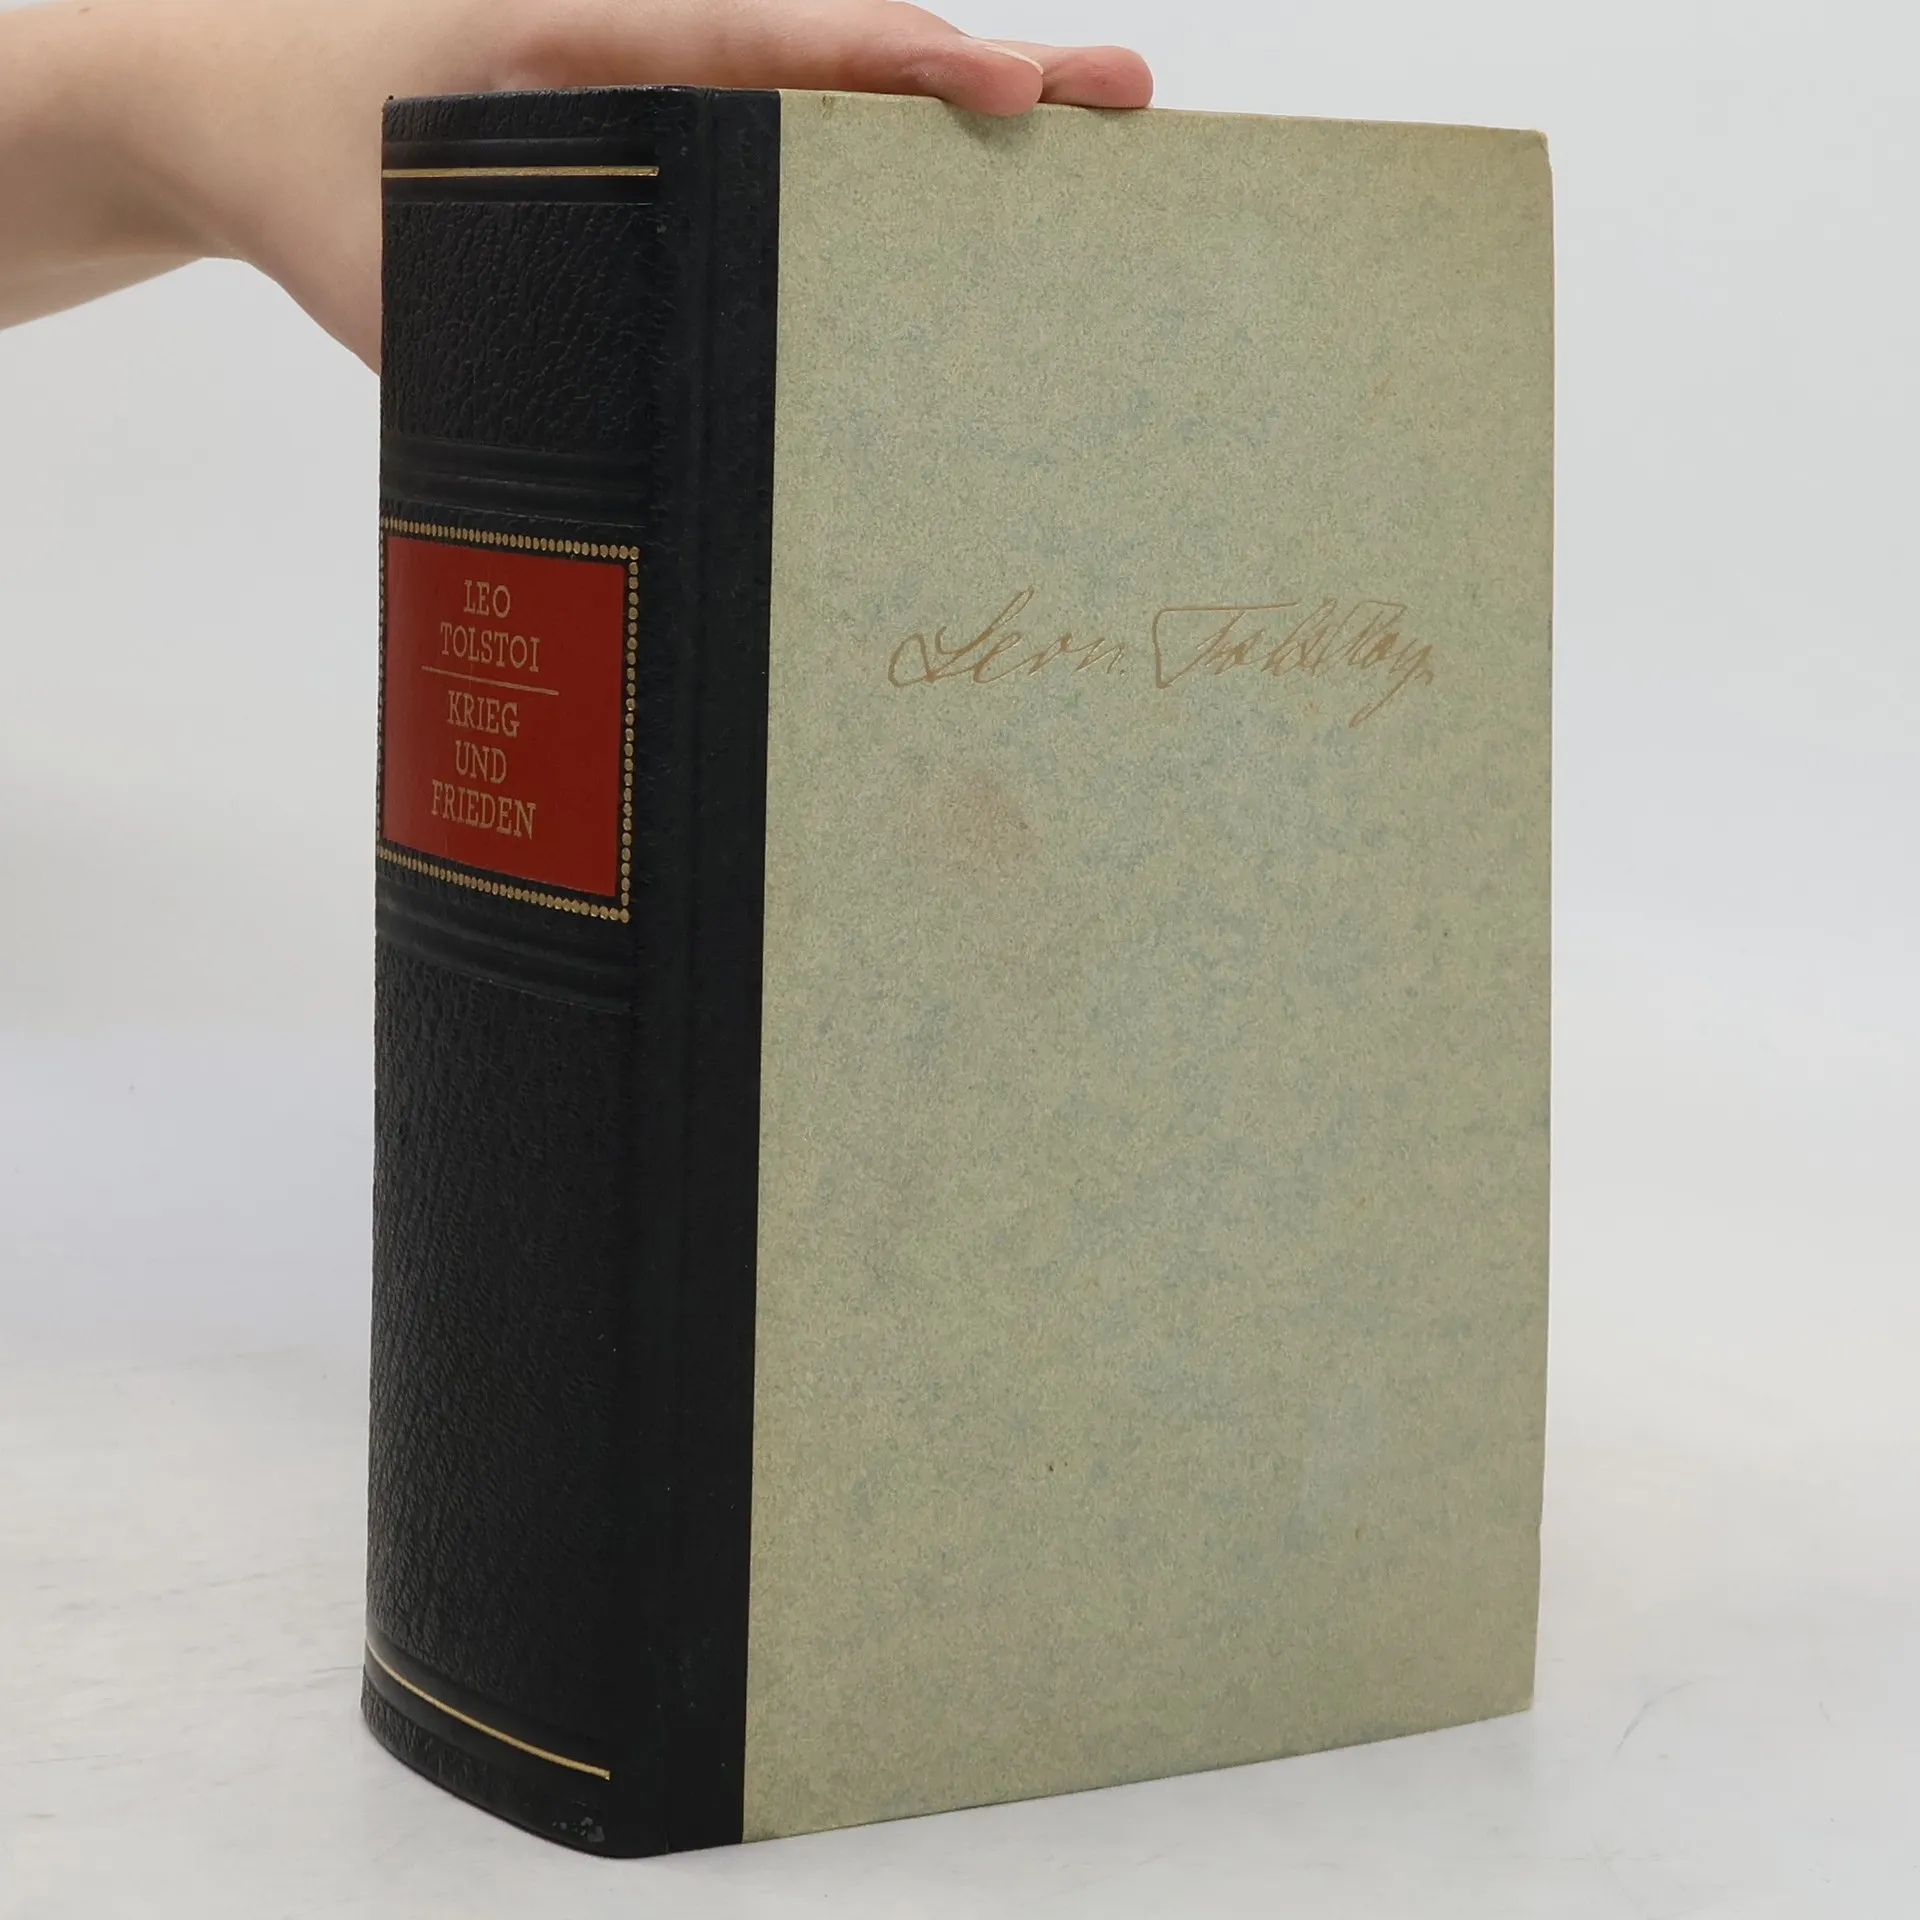 LEO
TOLSTOI
KRIEG
UND
FRIEDEN
Leon Tolstoy